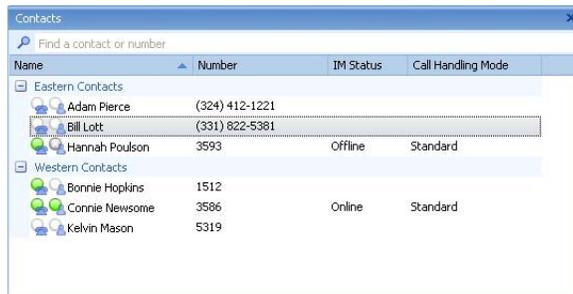 Contacts
Find a contact or number
Name Number IM Status Call Handling Mode
Eastern Contacts
Adam Pierce (324) 412-1221
Bill Lott (331) 822-5381
Hannah Poulson 3593 Offline Standard
Western Contacts
Bonnie Hopkins 1512
Connie Newsome 3586 Online Standard
Kelvin Mason 5319